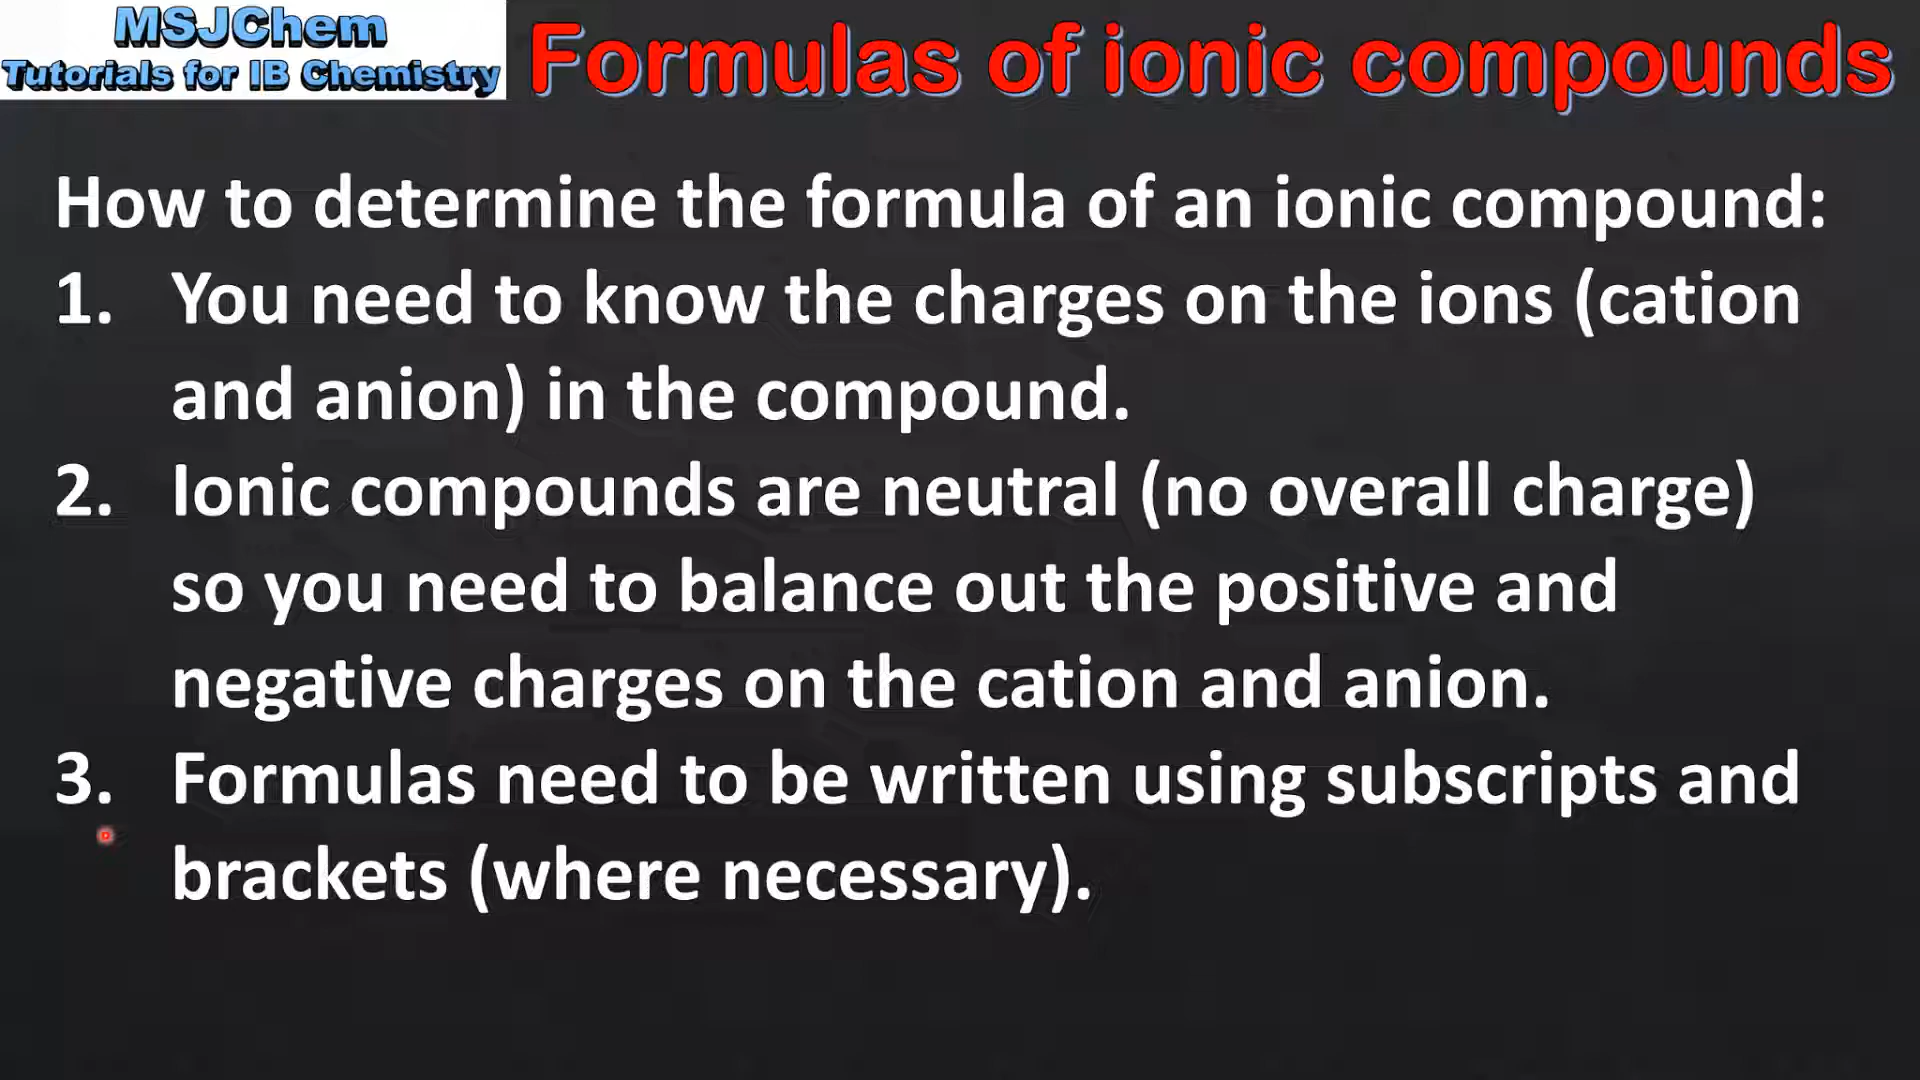 MSJChem
Tutorials for IB Chemistry
Formulas of ionic compounds
How to determine the formula of an ionic compound:
1. You need to know the charges on the ions (cation
and anion) in the compound.
2. Ionic compounds are neutral (no overall charge)
so you need to balance out the positive and
negative charges on the cation and anion.
3. Formulas need to be written using subscripts and
brackets (where necessary).